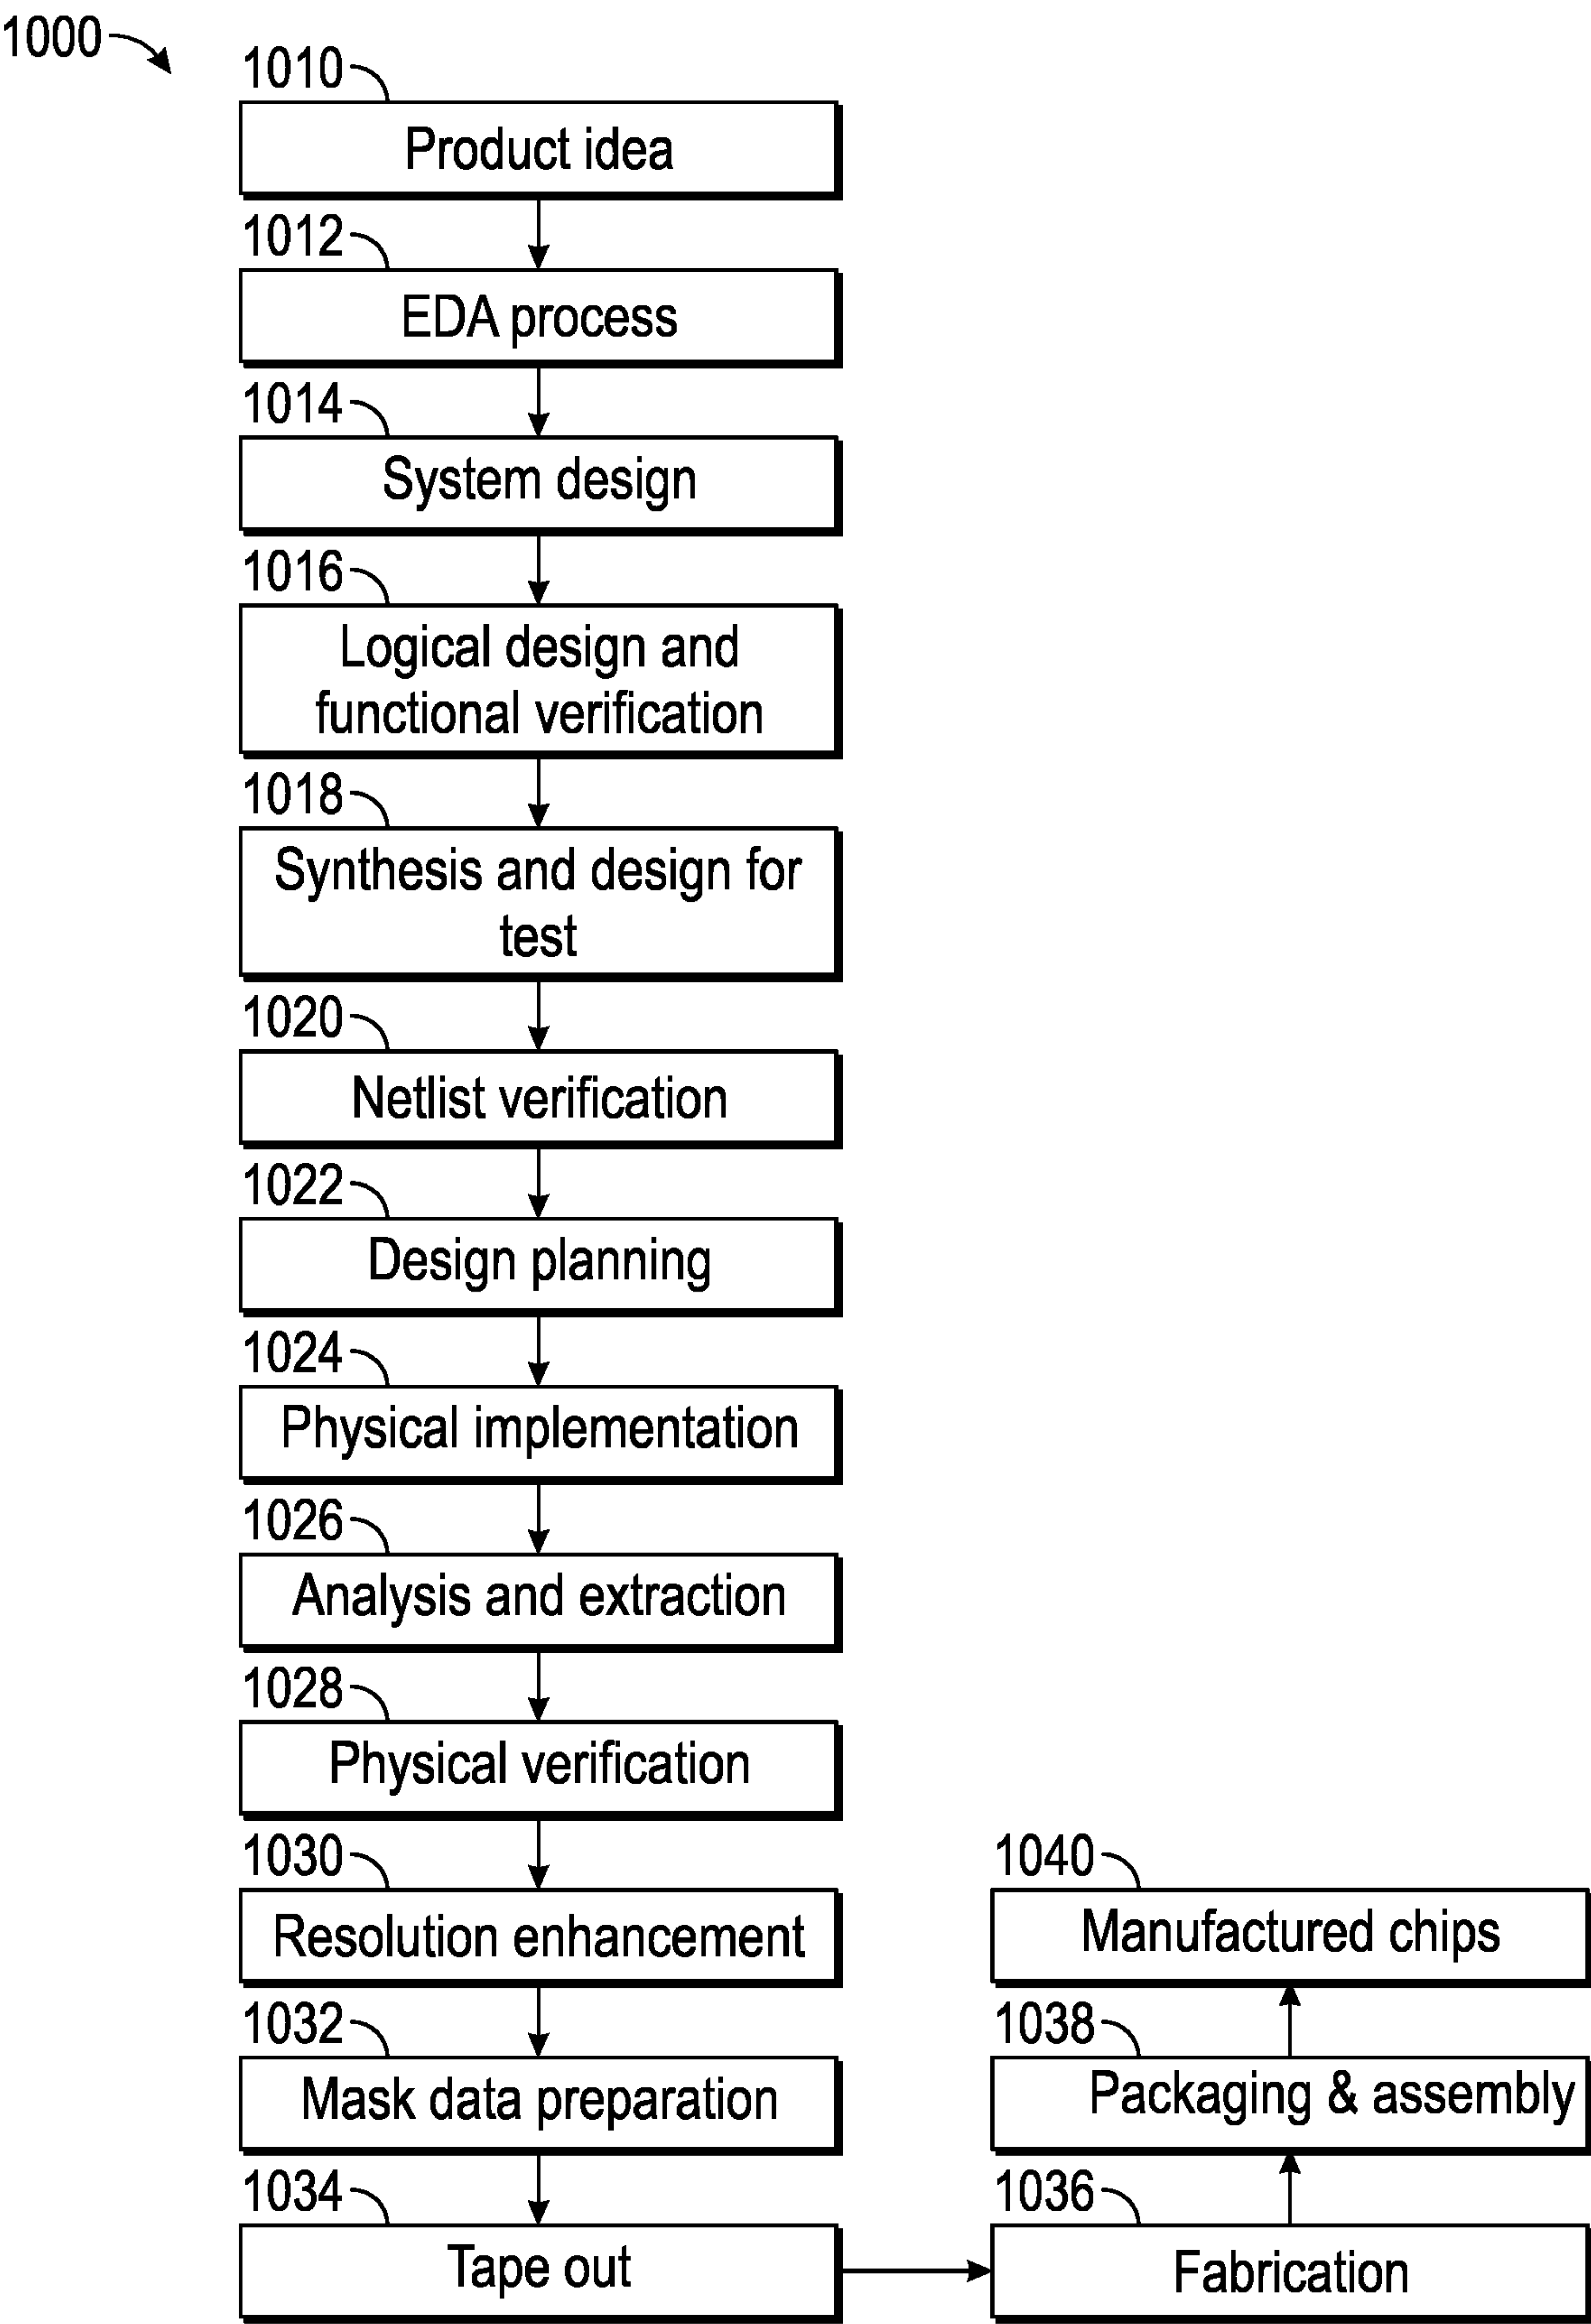 1000
1010
Product idea
1012
EDA process
1014
System design
1016
Logical design and
functional verification
1018
Synthesis and design for
test
1020
Netlist verification
1022
Design planning
1024
Physical implementation
1026
Analysis and extraction
1028
Physical verification
1030
Resolution enhancement
1032
Mask data preparation
1034
Tape out
1040
Manufactured chips
1038
Packaging & assembly
1036
Fabrication